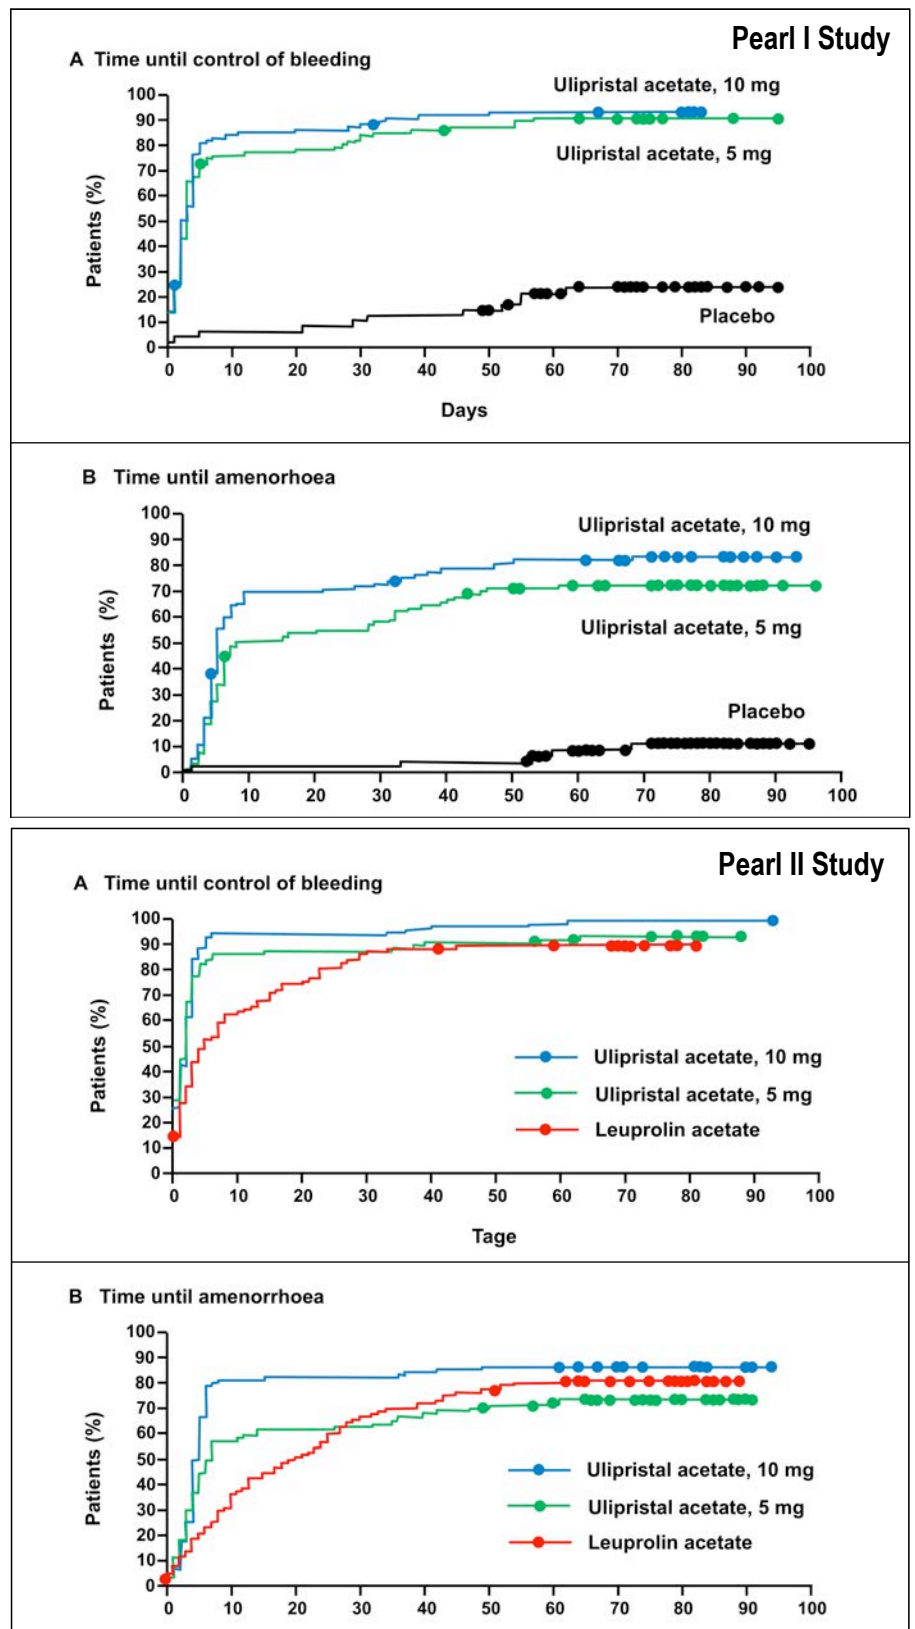 Pearl I Study
A Time until control of bleeding
Ulipristal acetate, 10 mg
Ulipristal acetate, 5 mg
Placebo
Patients (%)
100
90
80
70
60
50
40
30
20
10
0
0 10 20 30 40 50 60 70 80 90 100
Days
B Time until amenorhoea
Ulipristal acetate, 10 mg
Ulipristal acetate, 5 mg
Placebo
Patients (%)
100
90
80
70
60
50
40
30
20
10
0
0 10 20 30 40 50 60 70 80 90 100
Pearl II Study
A Time until control of bleeding
Patients (%)
100
90
80
70
60
50
40
30
20
10
0
Ulipristal acetate, 10 mg
Ulipristal acetate, 5 mg
Leuprolin acetate
0 10 20 30 40 50 60 70 80 90 100
Tage
B Time until amenorrhoea
Patients (%)
100
90
80
70
60
50
40
30
20
10
0
Ulipristal acetate, 10 mg
Ulipristal acetate, 5 mg
Leuprolin acetate
0 10 20 30 40 50 60 70 80 90 100